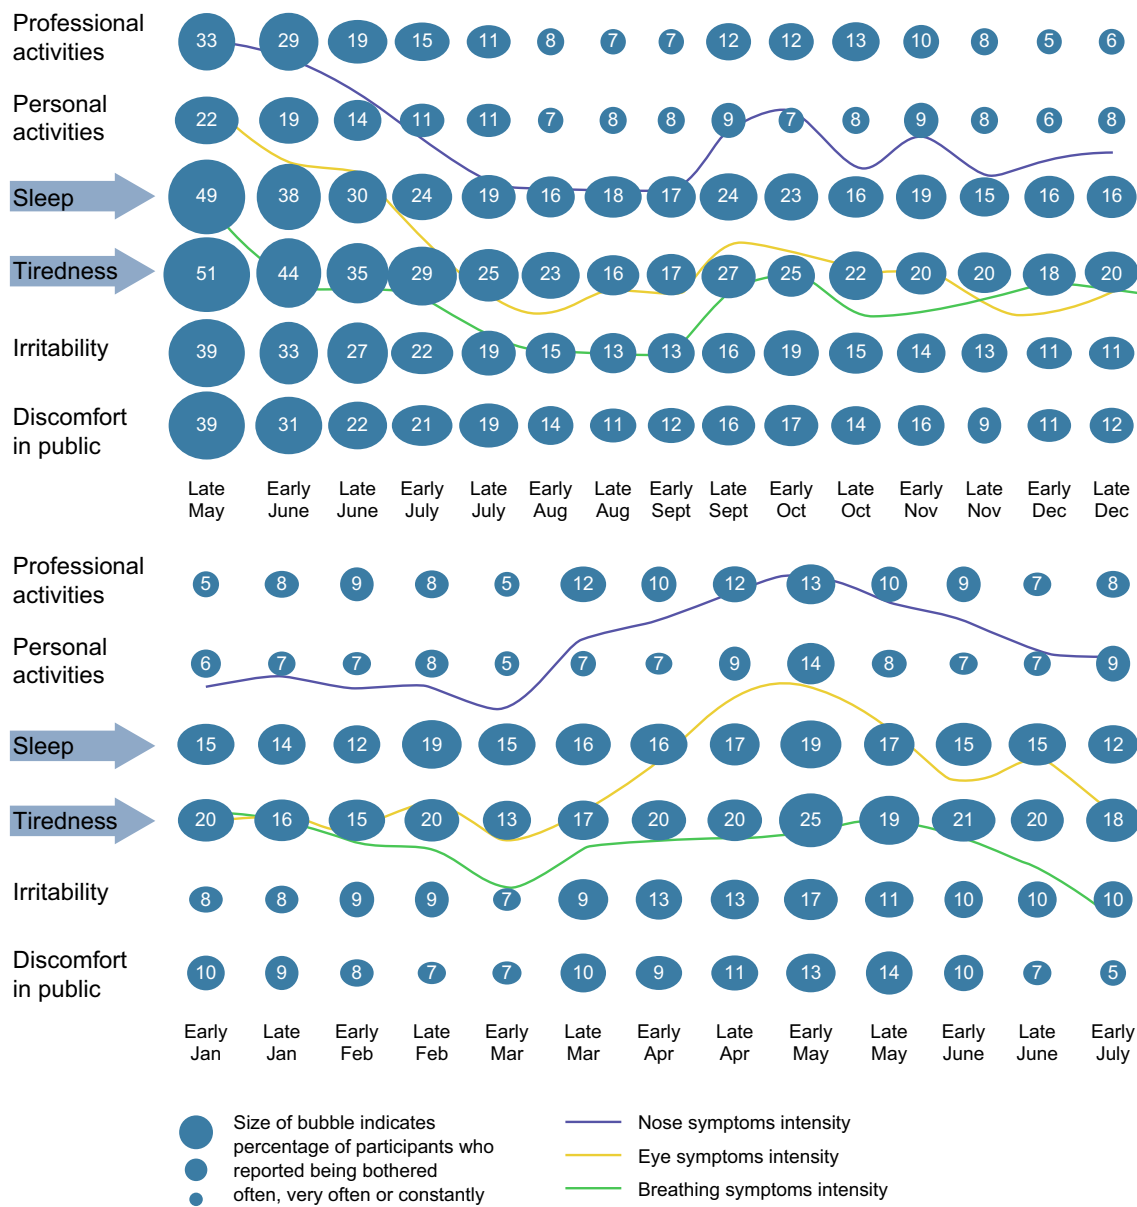 Professional
activities
33 29 19 15 11 8 7 7 12 12 13 10 8 5 6
Personal
activities
22 19 14 11 11 7 8 8 9 7 8 9 8 6 8
Sleep
49 38 30 24 19 16 18 17 24 23 16 19 15 16 16
Tiredness
51 44 35 29 25 23 16 17 27 25 22 20 20 18 20
Irritability
39 33 27 22 19 15 13 13 16 19 15 14 13 11 11
Discomfort
in public
39 31 22 21 19 14 11 12 16 17 14 16 9 11 12
Late Early Late Early Late Early Late Early Late Early Late Early Late Early Late
May June June July July Aug Aug Sept Sept Oct Oct Nov Nov Dec Dec
Professional
activities
5 8 9 8 5 12 10 12 13 10 9 7 8
Personal
activities
6 7 7 8 5 7 7 9 14 8 7 7 9
Sleep
15 14 12 19 15 16 16 17 19 17 15 15 12
Tiredness
20 16 15 20 13 17 20 20 25 19 21 20 18
Irritability
8 8 9 9 7 9 13 13 17 11 10 10 10
Discomfort
in public
10 9 8 7 7 10 9 11 13 14 10 7 5
Early Late Early Late Early Late Early Late Early Late Early Late Early
Jan Jan Feb Feb Mar Mar Apr Apr May May June June July
Size of bubble indicates
percentage of participants who
reported being bothered
often, very often or constantly
Nose symptoms intensity
Eye symptoms intensity
Breathing symptoms intensity